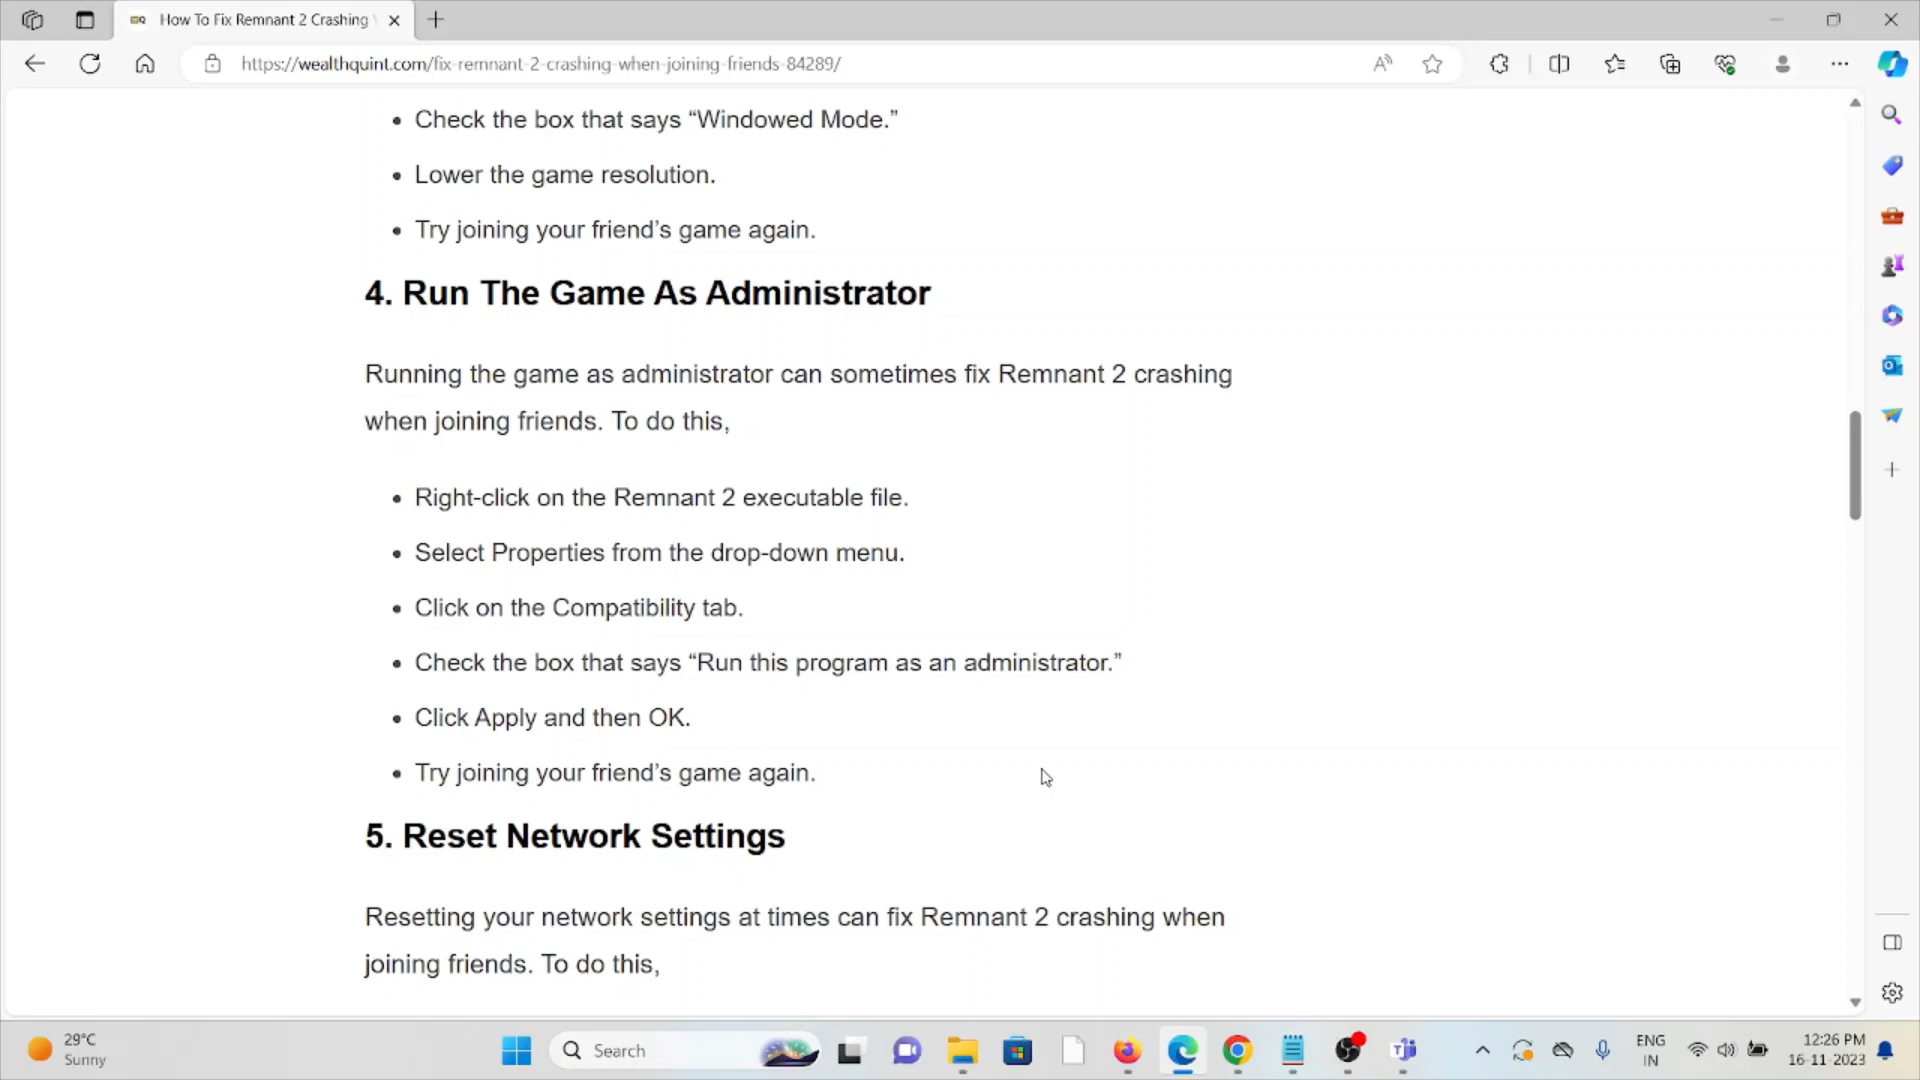 How To Fix Remnant 2 Crashing
https://wealthquint.com/fix-remnant-2-crashing-when-joining-friends-84289/
• Check the box that says “Windowed Mode.”
• Lower the game resolution.
• Try joining your friend’s game again.
4. Run The Game As Administrator
Running the game as administrator can sometimes fix Remnant 2 crashing
when joining friends. To do this,
• Right-click on the Remnant 2 executable file.
• Select Properties from the drop-down menu.
• Click on the Compatibility tab.
• Check the box that says “Run this program as an administrator.”
• Click Apply and then OK.
• Try joining your friend’s game again.
5. Reset Network Settings
Resetting your network settings at times can fix Remnant 2 crashing when
joining friends. To do this,
29°C
Sunny
Search
ENG
IN
12:26 PM
16-11-2023